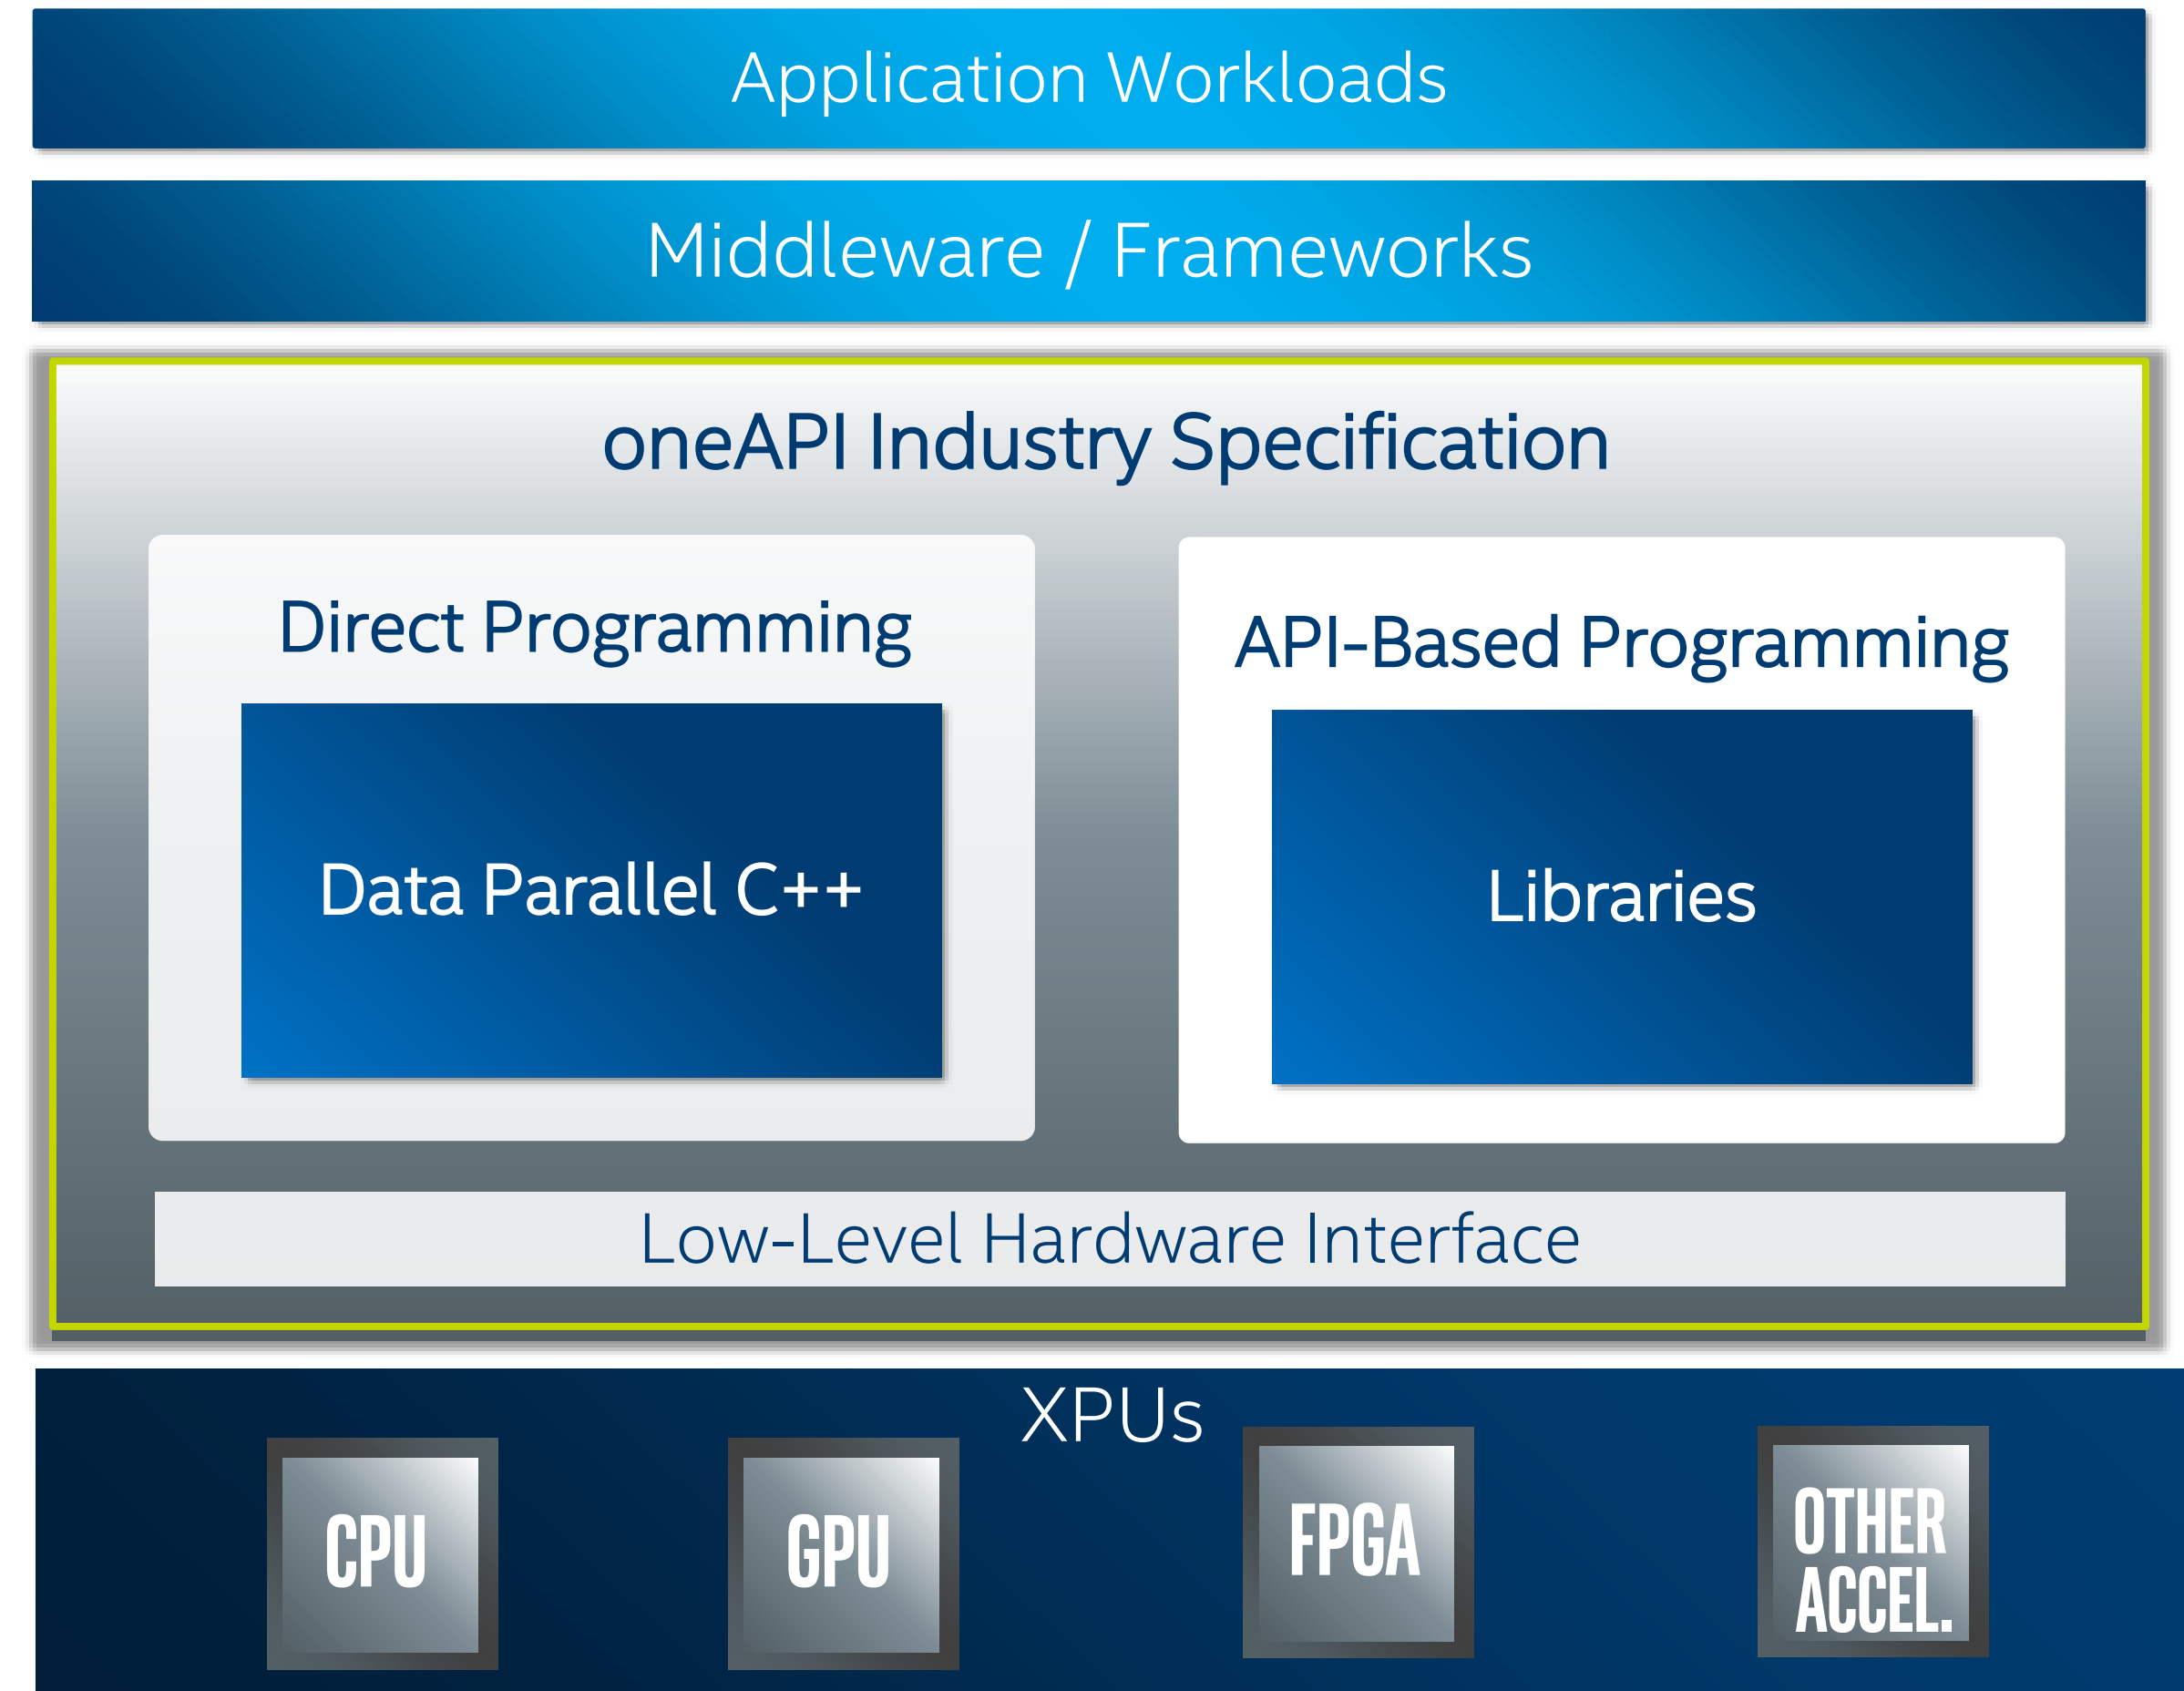 Application Workloads
Middleware / Frameworks
oneAPI Industry Specification
Direct Programming
Data Parallel C++
API-Based Programming
Libraries
Low-Level Hardware Interface
XPUs
CPU
GPU
FPGA
OTHER
ACCEL.